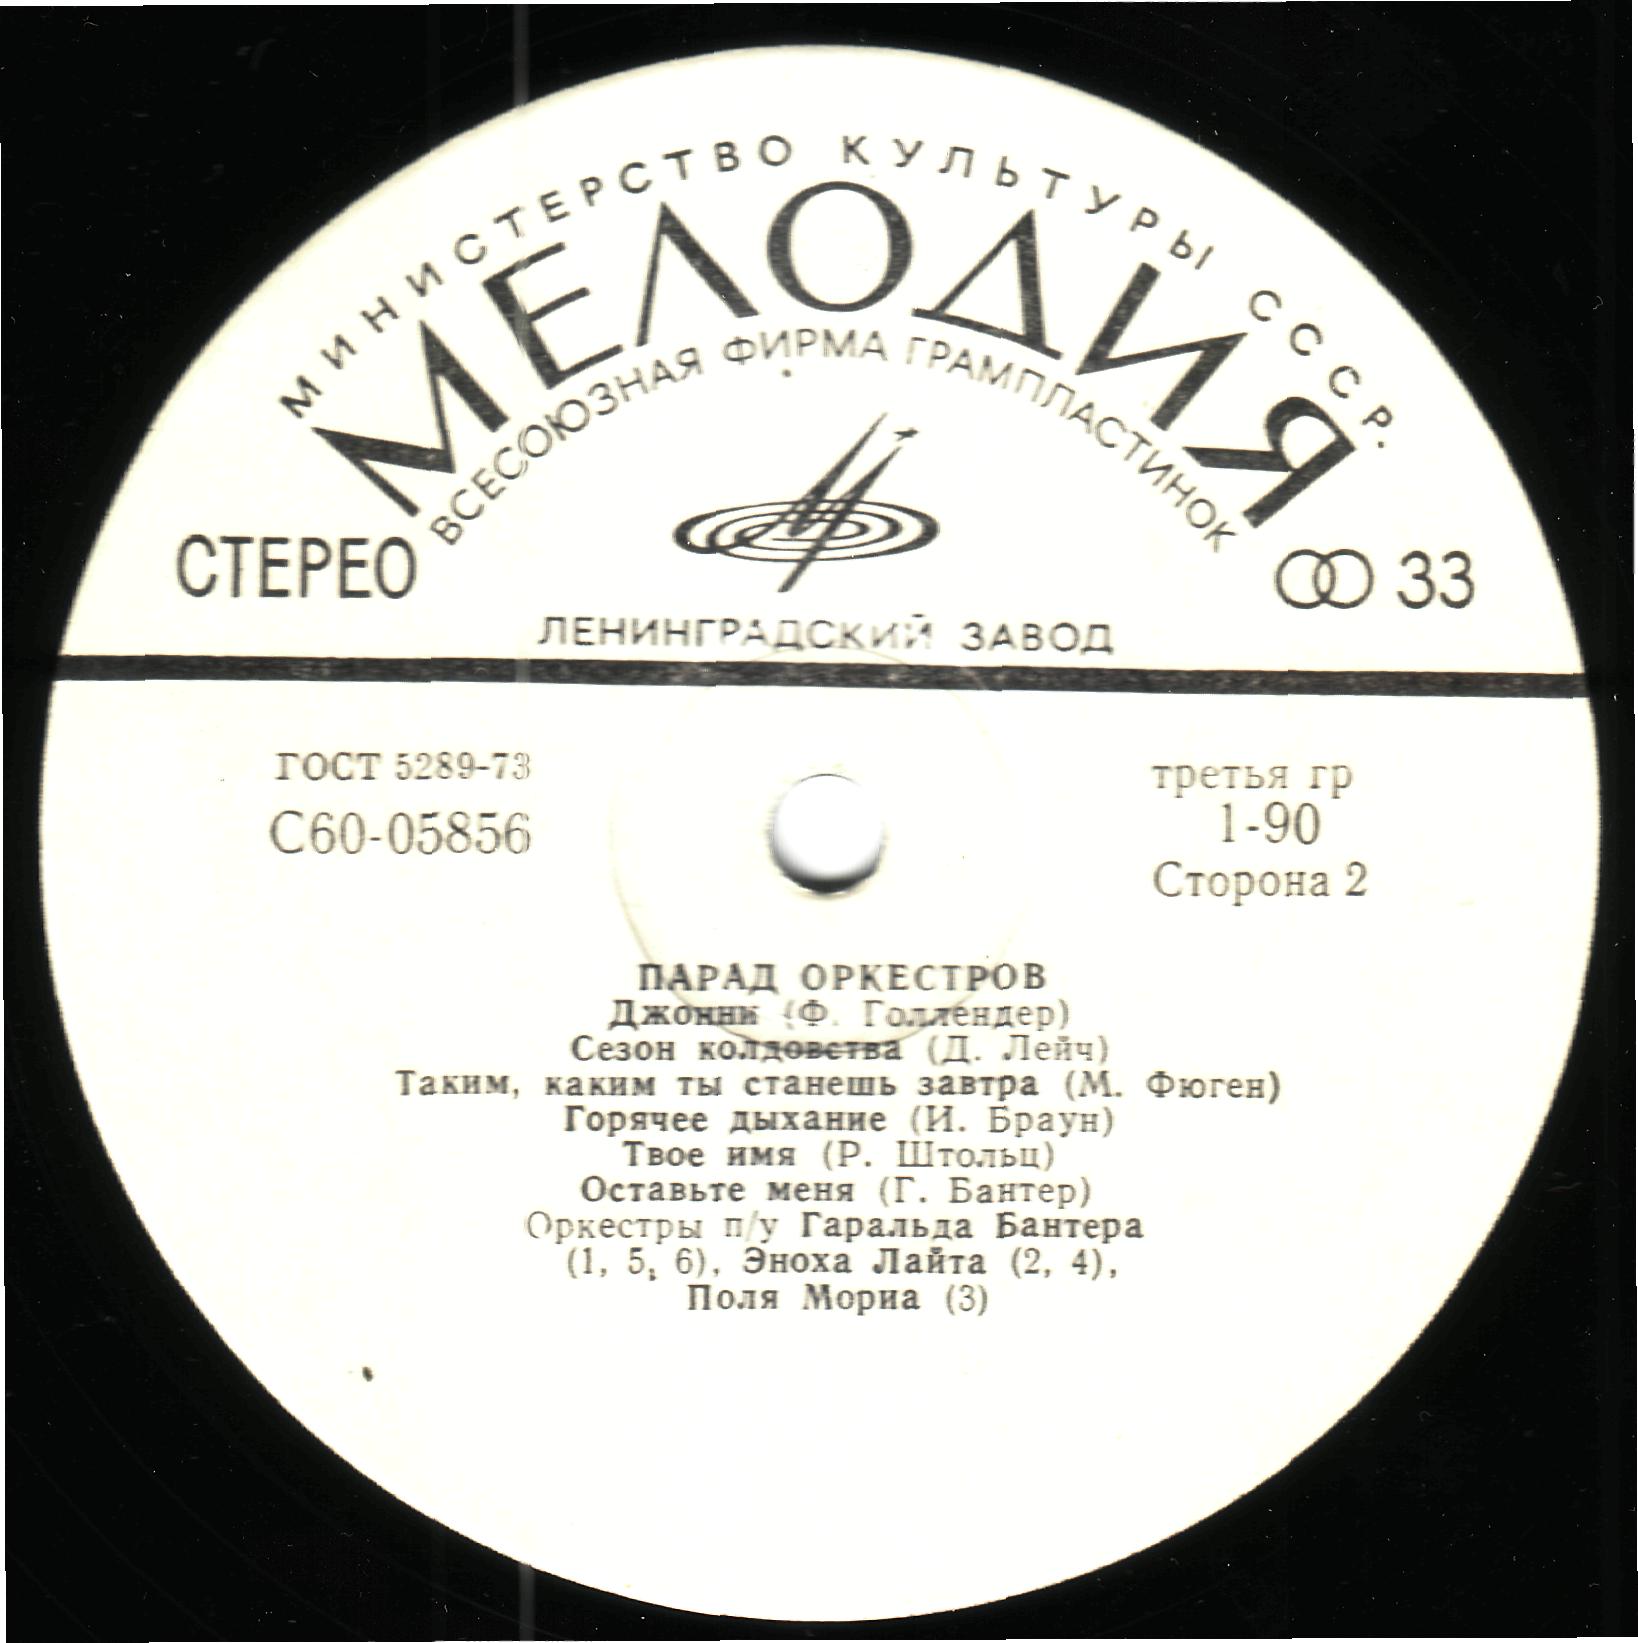 МИНИСТЕРСТВО КУЛЬТУРЫ СССР.
МЕЛОДИЯ
ВСЕСОЮЗНАЯ ФИРМА ГРАМПЛАСТИНОК
СТЕРЕО
33
ЛЕНИНГРАДСКИЙ ЗАВОД
ГОСТ 5289-73
С60-05856
третья гр
1-90
Сторона 2
ПАРАД ОРКЕСТРОВ
Джонни (Ф. Голлендер)
Сезон колдовства (Д. Лейч)
Таким, каким ты станешь завтра (М. Фюген)
Горячее дыхание (И. Браун)
Твое имя (Р. Штольц)
Оставьте меня (Г. Бантер)
Оркестры п/у Гаральда Бантера
(1, 5, 6), Эноха Лайта (2, 4),
Поля Мориа (3)